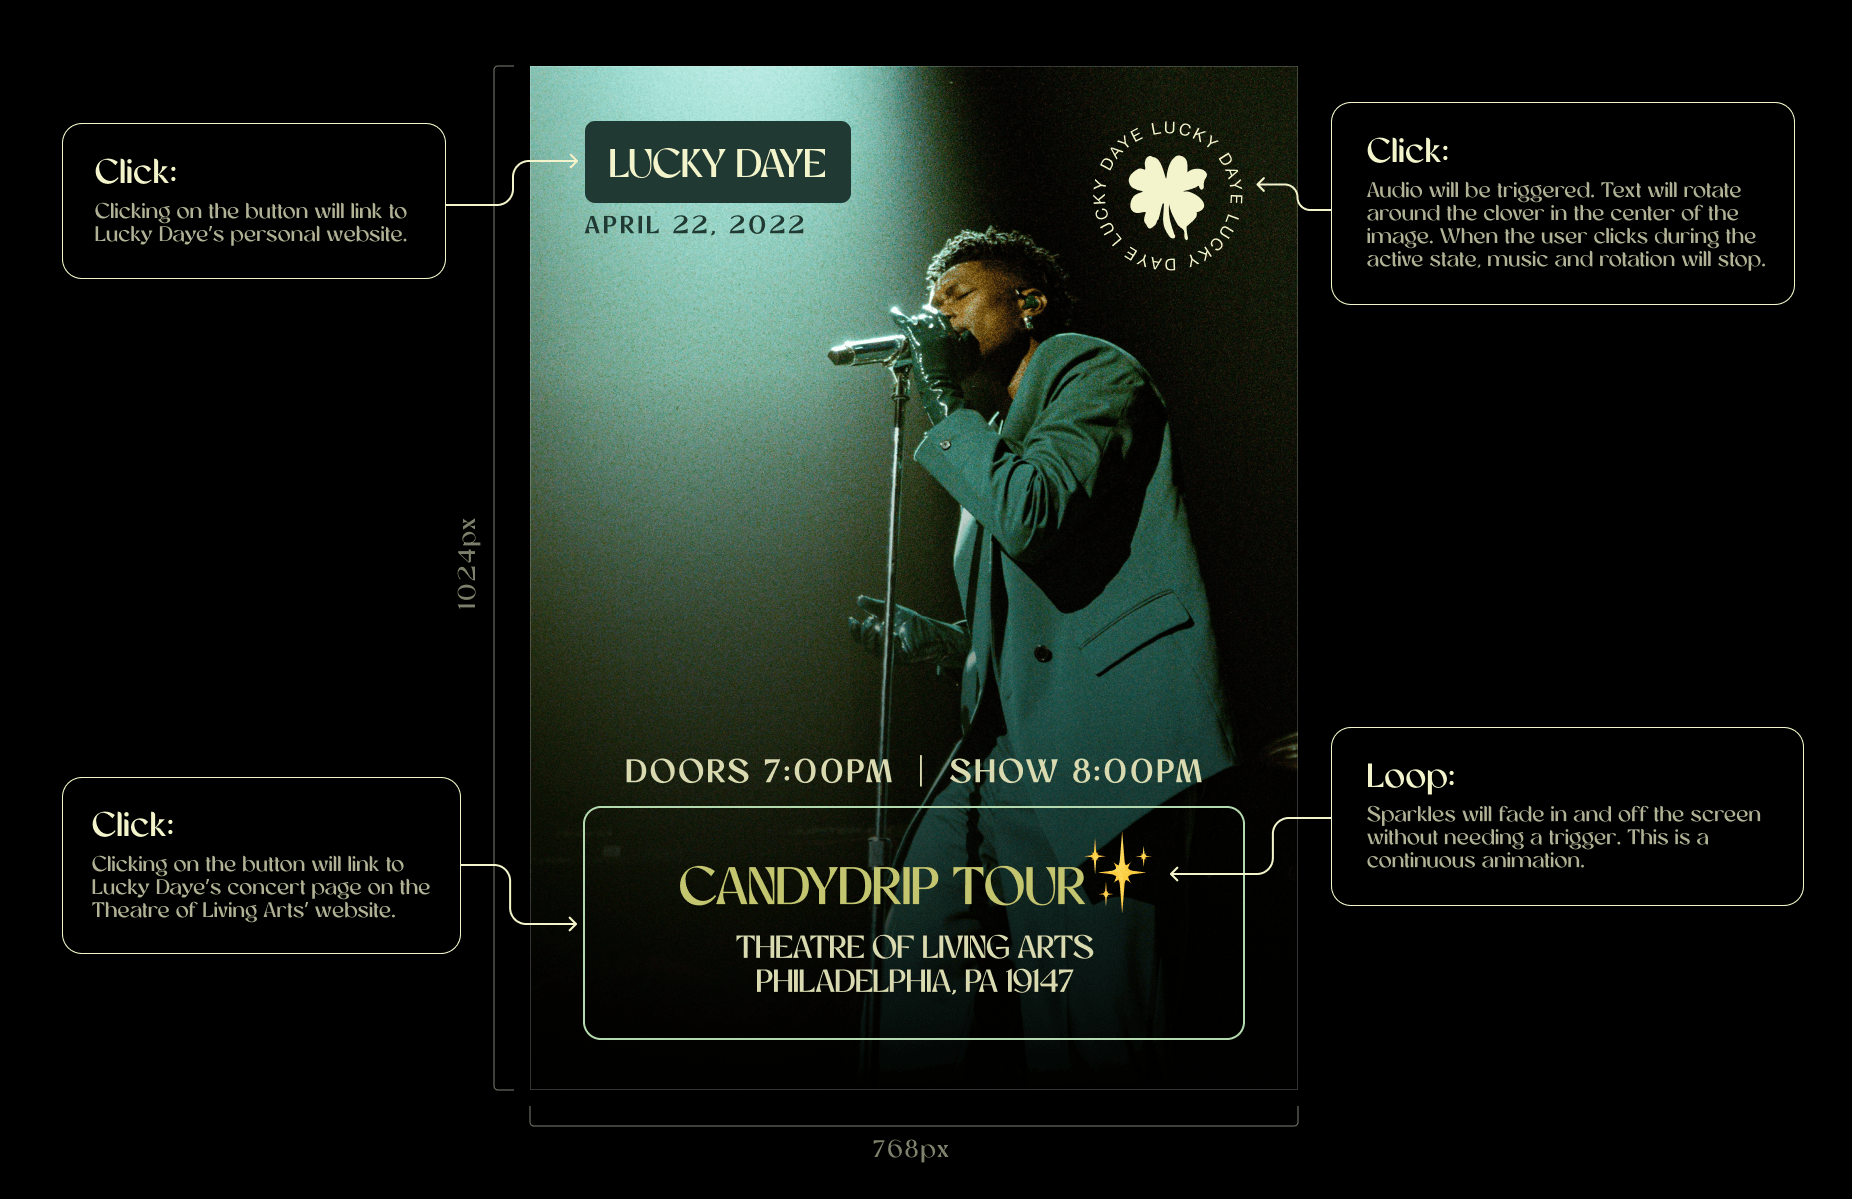 Click:
Clicking on the button will link to
Lucky Daye's personal website.
LUCKY DAYE
APRIL 22, 2022
LUCKY DAYE LUCKY DAYE LUCKY DAYE
Click:
Audio will be triggered. Text will rotate
around the clover in the center of the
image. When the user clicks during the
active state, music and rotation will stop.
1024px
DOORS 7:00PM | SHOW 8:00PM
Click:
Clicking on the button will link to
Lucky Daye's concert page on the
Theatre of Living Arts' website.
CANDYDRIP TOUR
THEATRE OF LIVING ARTS
PHILADELPHIA, PA 19147
Loop:
Sparkles will fade in and off the screen
without needing a trigger. This is a
continuous animation.
768px